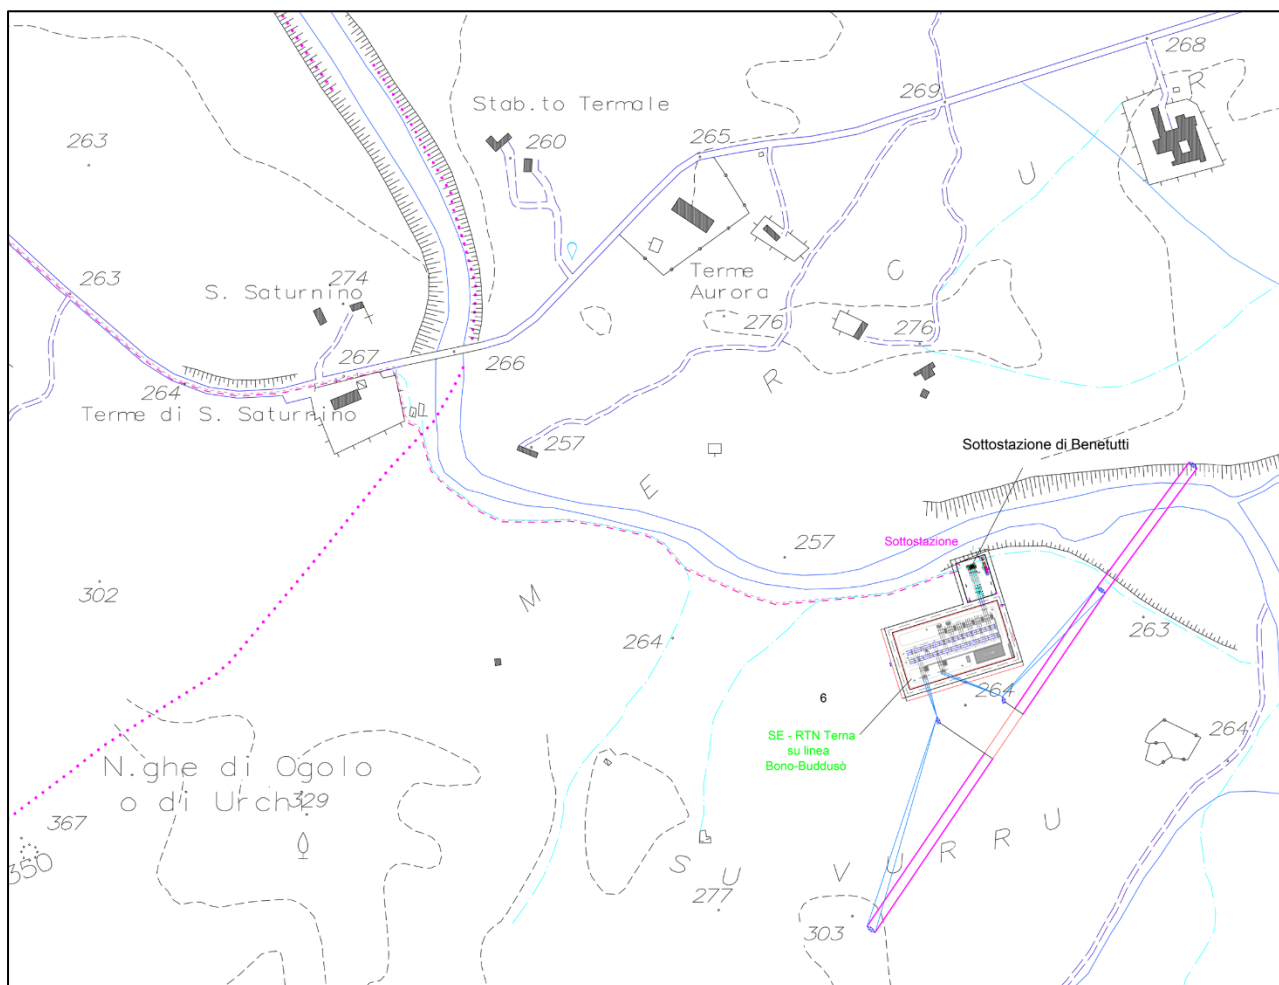 268
R
269
Stab.to Termale
263
260
265
U
C
263
274
S. Saturnino
Terme
Aurora
276
276
267
266
264
R
Terme di S. Saturnino
257
Sottostazione di Benetutti
E
257
Sottostazione
302
M
264
263
264
6
SE - RTN Terna
su linea
Bono-Buddusò
264
N.ghe di Ogolo
o di Urchi
329
367
350
S U
V U R R U
277
303